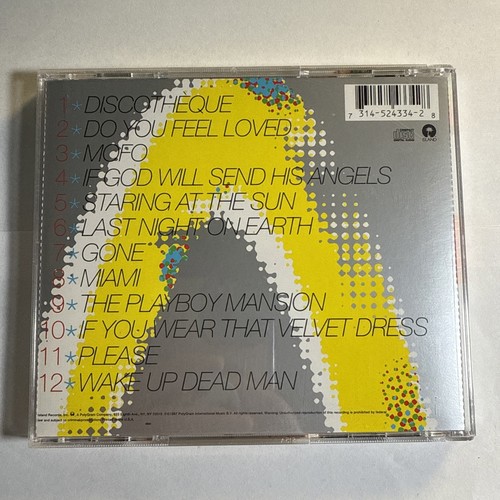 1*DISCOTHÈQUE
2*DO YOU FEEL LOVED
3*MOFO
4*IF GOD WILL SEND HIS ANGELS
5*STARING AT THE SUN
6*LAST NIGHT ON EARTH
7*GONE
8*MIAMI
9*THE PLAYBOY MANSION
10*IF YOU WEAR THAT VELVET DRESS
11*PLEASE
12*WAKE UP DEAD MAN
7 314-524334-2 8
ISLAND